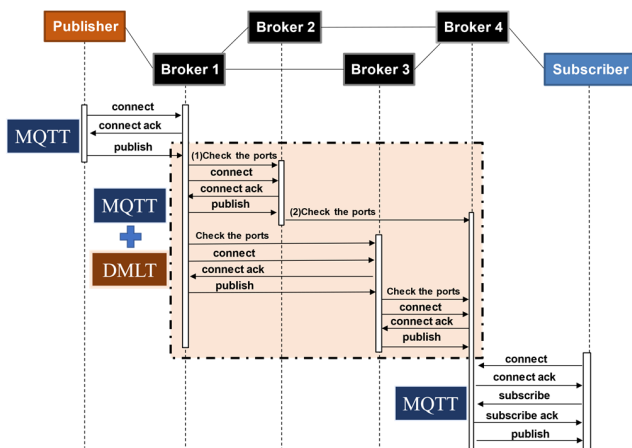 Publisher
Broker 2
Broker 4
Broker 1
Broker 3
Subscriber
connect
connect ack
publish
MQTT
(1)Check the ports
connect
connect ack
publish
(2)Check the ports
MQTT
DMLT
Check the ports
connect
connect ack
publish
Check the ports
connect
connect ack
publish
connect
connect ack
subscribe
subscribe ack
publish
MQTT